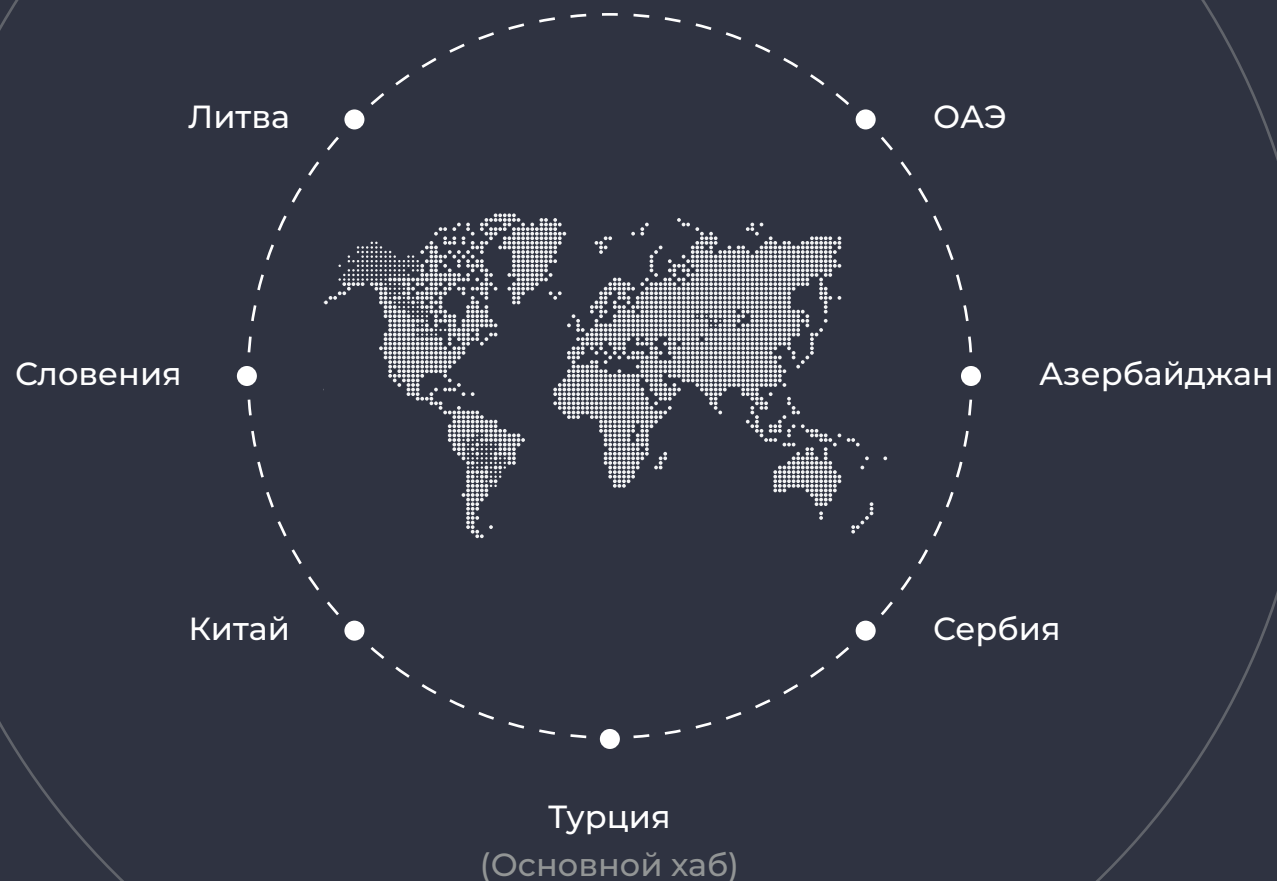 Литва
ОАЭ
Словения
Азербайджан
Китай
Сербия
Турция
(Основной хаб)